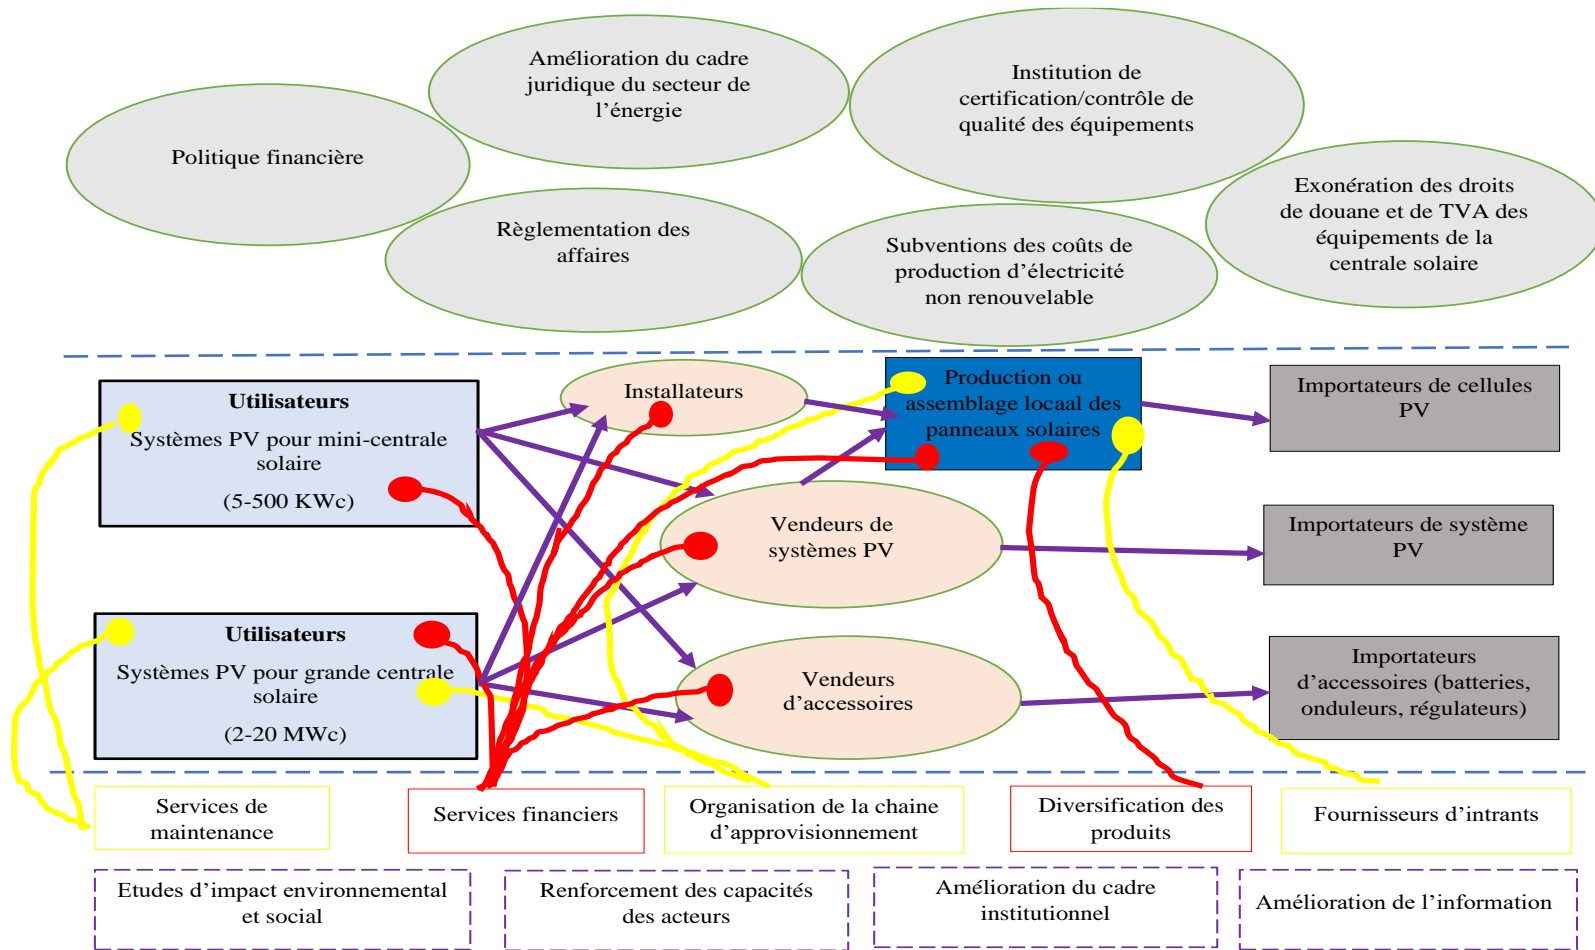 Amélioration du cadre
juridique du secteur de
l’énergie
Institution de
certification/contrôle de
qualité des équipements
Politique financière
Exonération des droits
de douane et de TVA des
équipements de la
centrale solaire
Règlementation des
affaires
Subventions des coûts de
production d’électricité
non renouvelable
Utilisateurs
Systèmes PV pour mini-centrale
solaire
(5-500 KWc)
Installateurs
Production ou
assemblage locaal des
panneaux solaires
Importateurs de cellules
PV
Vendeurs de
systèmes PV
Importateurs de système
PV
Utilisateurs
Systèmes PV pour grande centrale
solaire
(2-20 MWc)
Vendeurs
d’accessoires
Importateurs
d’accessoires (batteries,
onduleurs, régulateurs)
Services de
maintenance
Services financiers
Organisation de la chaine
d’approvisionnement
Diversification des
produits
Fournisseurs d’intrants
Etudes d’impact environnemental
et social
Renforcement des capacités
des acteurs
Amélioration du cadre
institutionnel
Amélioration de l’information